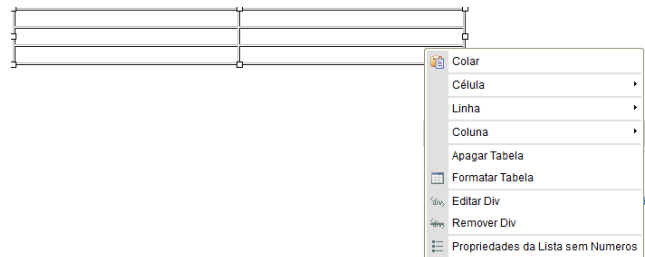 Colar
Célula
Linha
Coluna
Apagar Tabela
Formatar Tabela
Editar Div
Remover Div
Propriedades da Lista sem Numeros